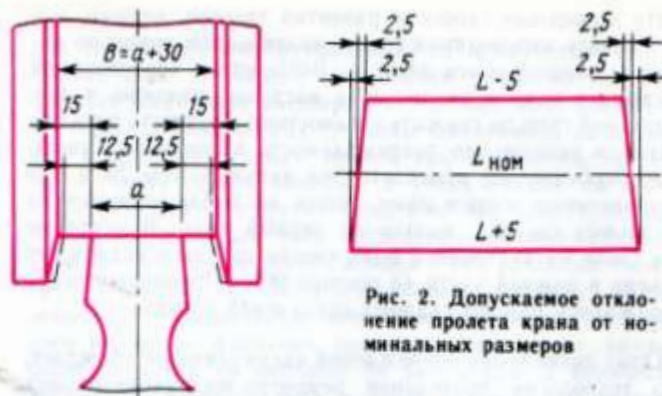 B=a+30
15
15
12,5
12,5
a
2,5
2,5
2,5
2,5
L-5
Lном
L+5
Рис. 2. Допускаемое откло-
нение пролета крана от но-
минальных размеров